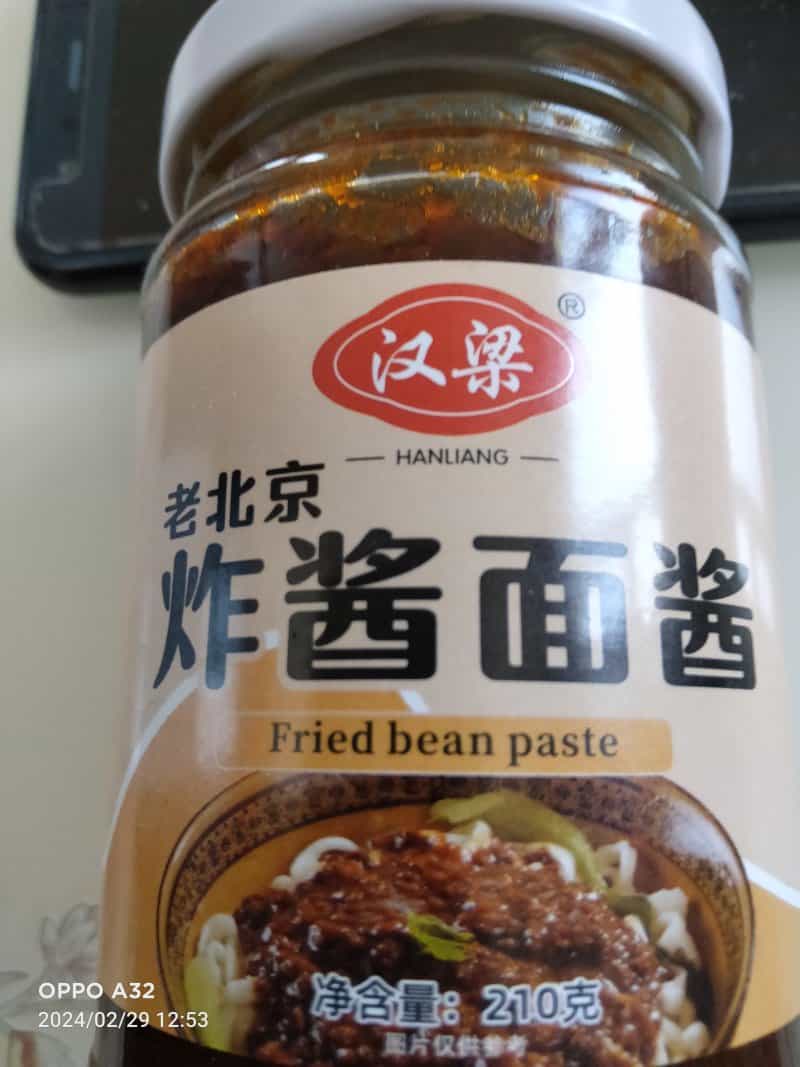 汉梁
®
HANLIANG
老北京
炸酱面酱
Fried bean paste
净含量：210克
图片仅供参考
OPPO A32
2024/02/29 12:53